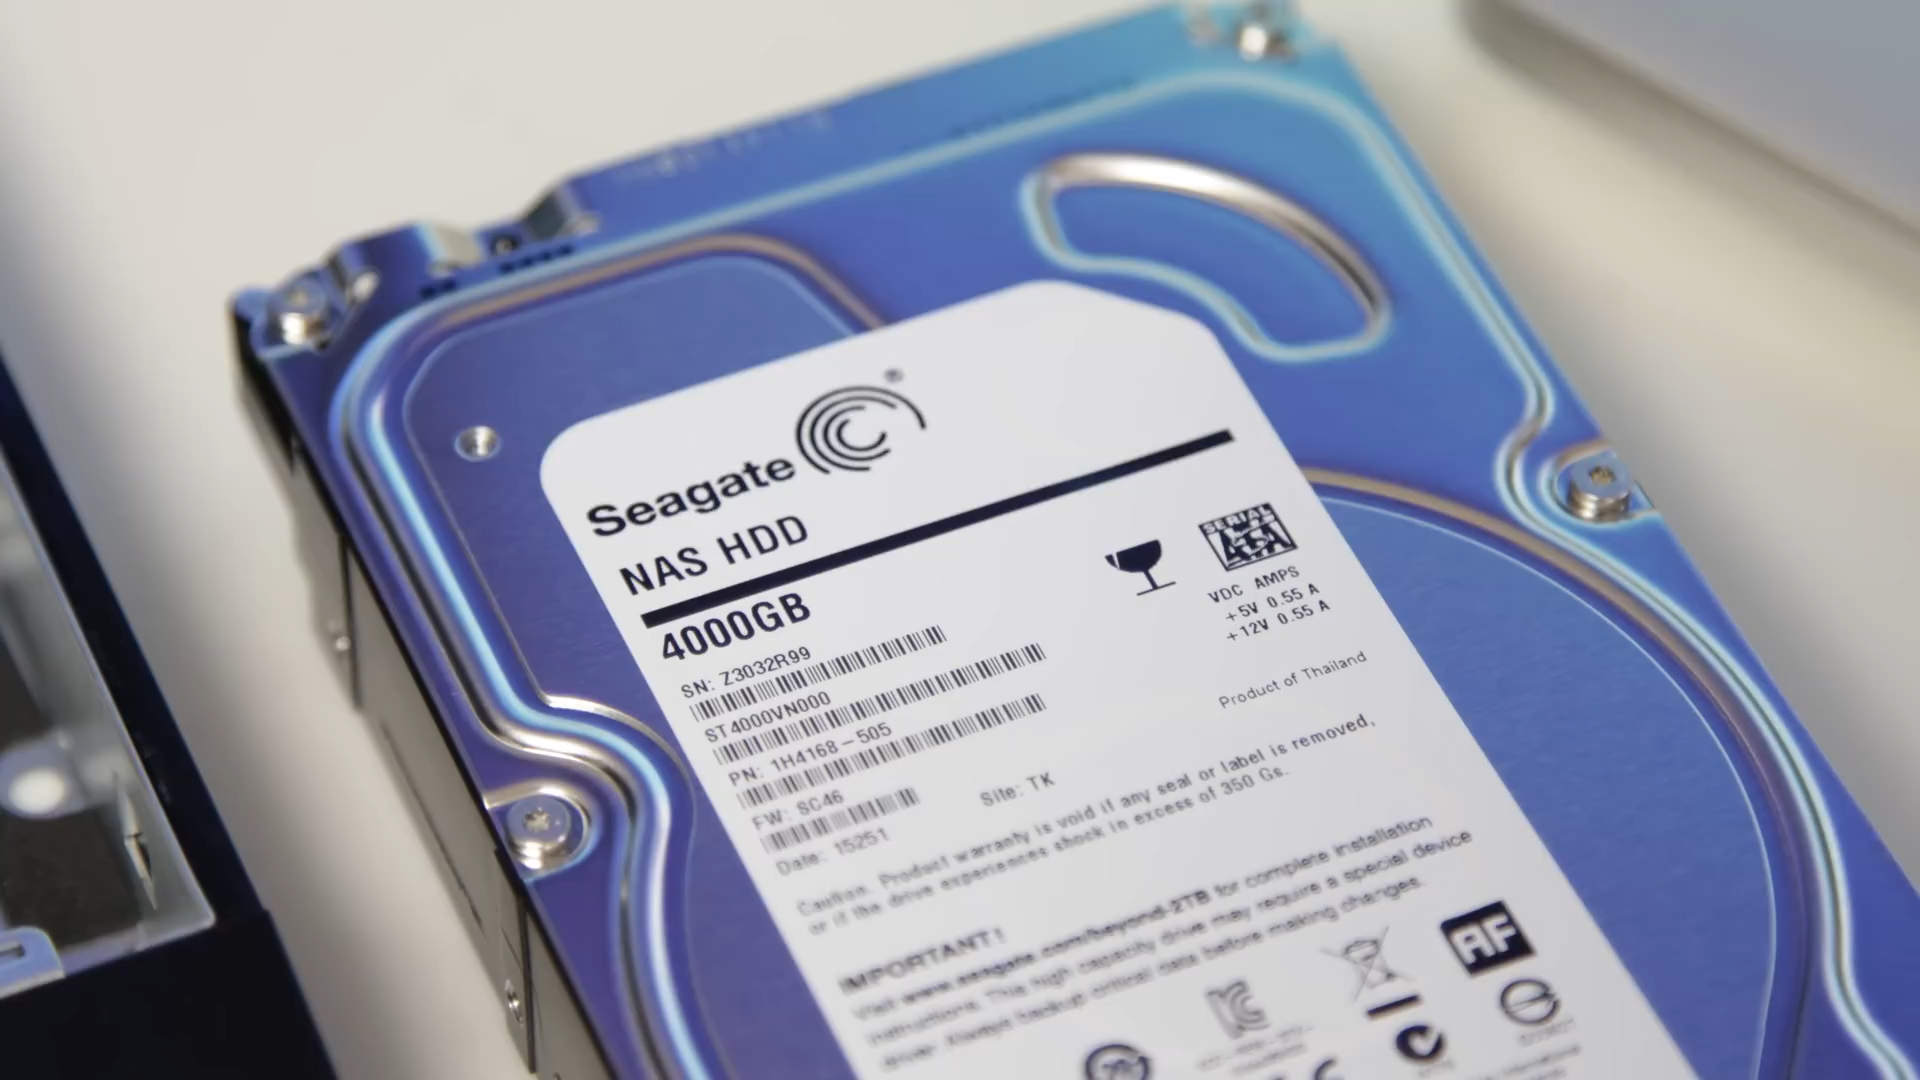 Seagate®
NAS HDD
4000GB
SERIAL
ATA
VDC AMPS
+5V 0.55 A
+12V 0.55 A
SN: Z3032R99
ST4000VN000
PN: 1H4168-505
FW: SC46
Date: 15251
Site: TK
Product of Thailand
Caution. Product warranty is void if any seal or label is removed,
or if the drive experiences shock in excess of 350 Gs.
IMPORTANT!
Visit www.seagate.com/beyond-2TB for complete installation
instructions. This high capacity drive may require a special device
driver. Always backup critical data before making changes.
AF